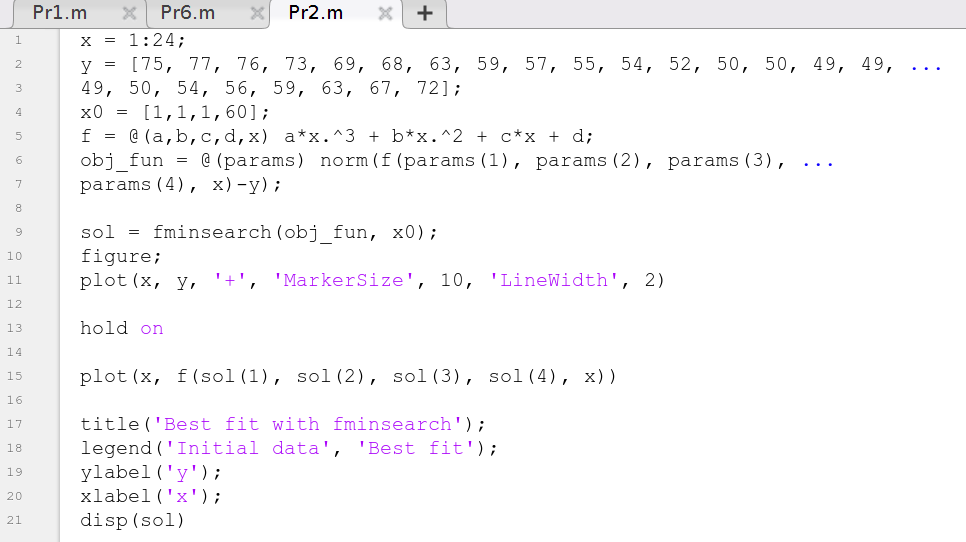 Pr1.m × Pr6.m × Pr2.m × +
1 x = 1:24;
2 y = [75, 77, 76, 73, 69, 68, 63, 59, 57, 55, 54, 52, 50, 50, 49, 49, ...
3 49, 50, 54, 56, 59, 63, 67, 72];
4 x0 = [1,1,1,60];
5 f = @(a,b,c,d,x) a*x.^3 + b*x.^2 + c*x + d;
6 obj_fun = @(params) norm(f(params(1), params(2), params(3), ...
7 params(4), x)-y);
8
9 sol = fminsearch(obj_fun, x0);
10 figure;
11 plot(x, y, '+', 'MarkerSize', 10, 'LineWidth', 2)
12
13 hold on
14
15 plot(x, f(sol(1), sol(2), sol(3), sol(4), x))
16
17 title('Best fit with fminsearch');
18 legend('Initial data', 'Best fit');
19 ylabel('y');
20 xlabel('x');
21 disp(sol)